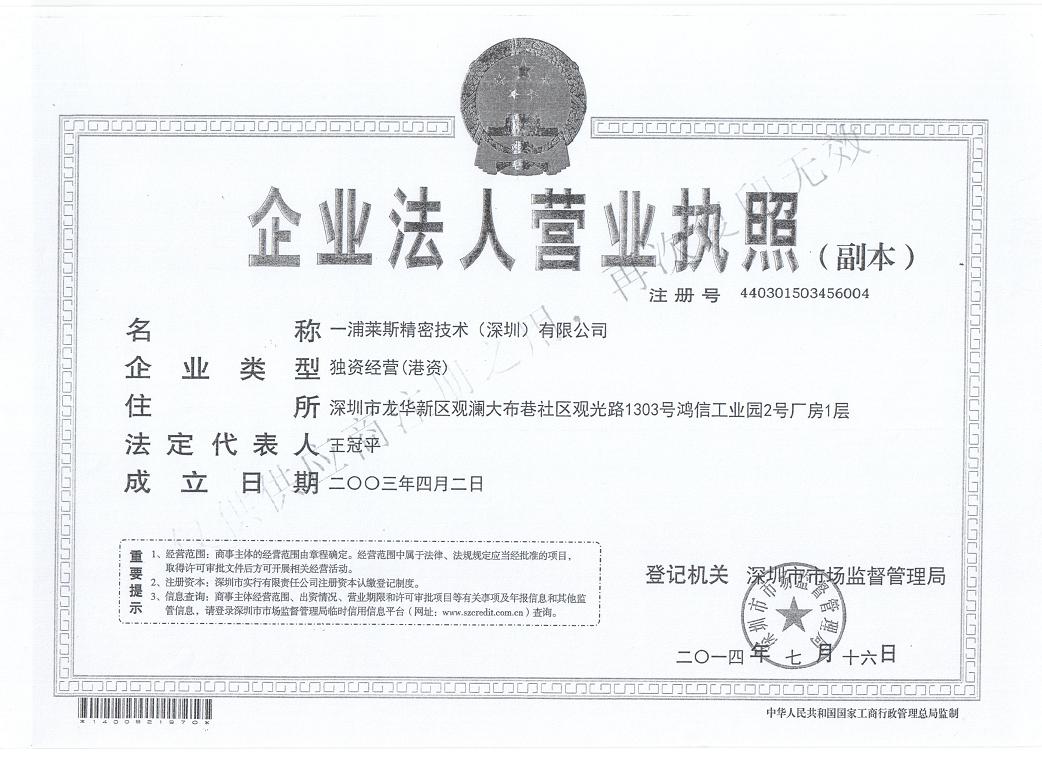 企业法人营业执照（副本）
注册号 440301503456004
名称 一浦莱斯精密技术（深圳）有限公司
企业类型 独资经营(港资)
住所 深圳市龙华新区观澜大布巷社区观光路1303号鸿信工业园2号厂房1层
法定代表人 王冠平
成立日期 二〇〇三年四月二日
重要提示
1、经营范围：商事主体的经营范围由章程确定。经营范围中属于法律、法规规定应当经批准的项目，
取得许可审批文件后方可开展相关经营活动。
2、注册资本：深圳市实行有限责任公司注册资本认缴登记制度。
3、信息查询：商事主体经营范围、出资情况、营业期限和许可审批项目等有关事项及年报信息和其他监
管信息，请登录深圳市市场监督管理局临时信用信息平台（网址：www.szcredit.com.cn）查询。
登记机关 深圳市市场监督管理局
深圳市市场监督管理局
二〇一四年七月十六日
*1400821970*
中华人民共和国国家工商行政管理总局监制
仅供供应商注册之用，再次复印无效